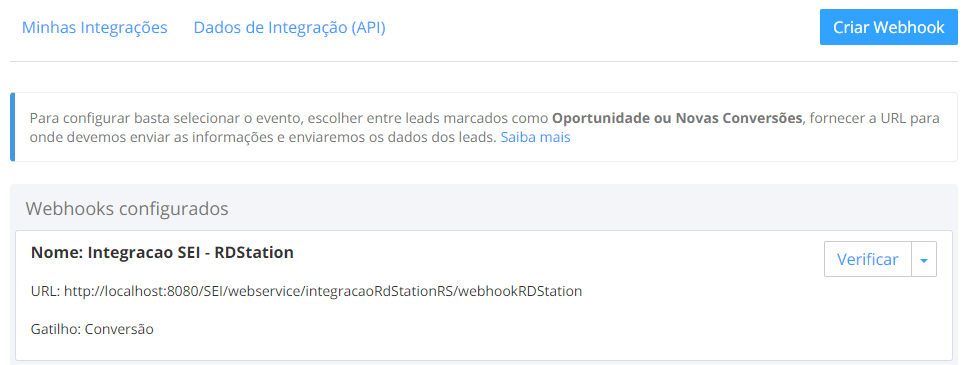 Minhas Integrações Dados de Integração (API) Criar Webhook
Para configurar basta selecionar o evento, escolher entre leads marcados como Oportunidade ou Novas Conversões, fornecer a URL para
onde devemos enviar as informações e enviaremos os dados dos leads. Saiba mais
Webhooks configurados
Nome: Integracao SEI - RDStation
Verificar
URL: http://localhost:8080/SEI/webservice/integracaoRdStationRS/webhookRDStation
Gatilho: Conversão